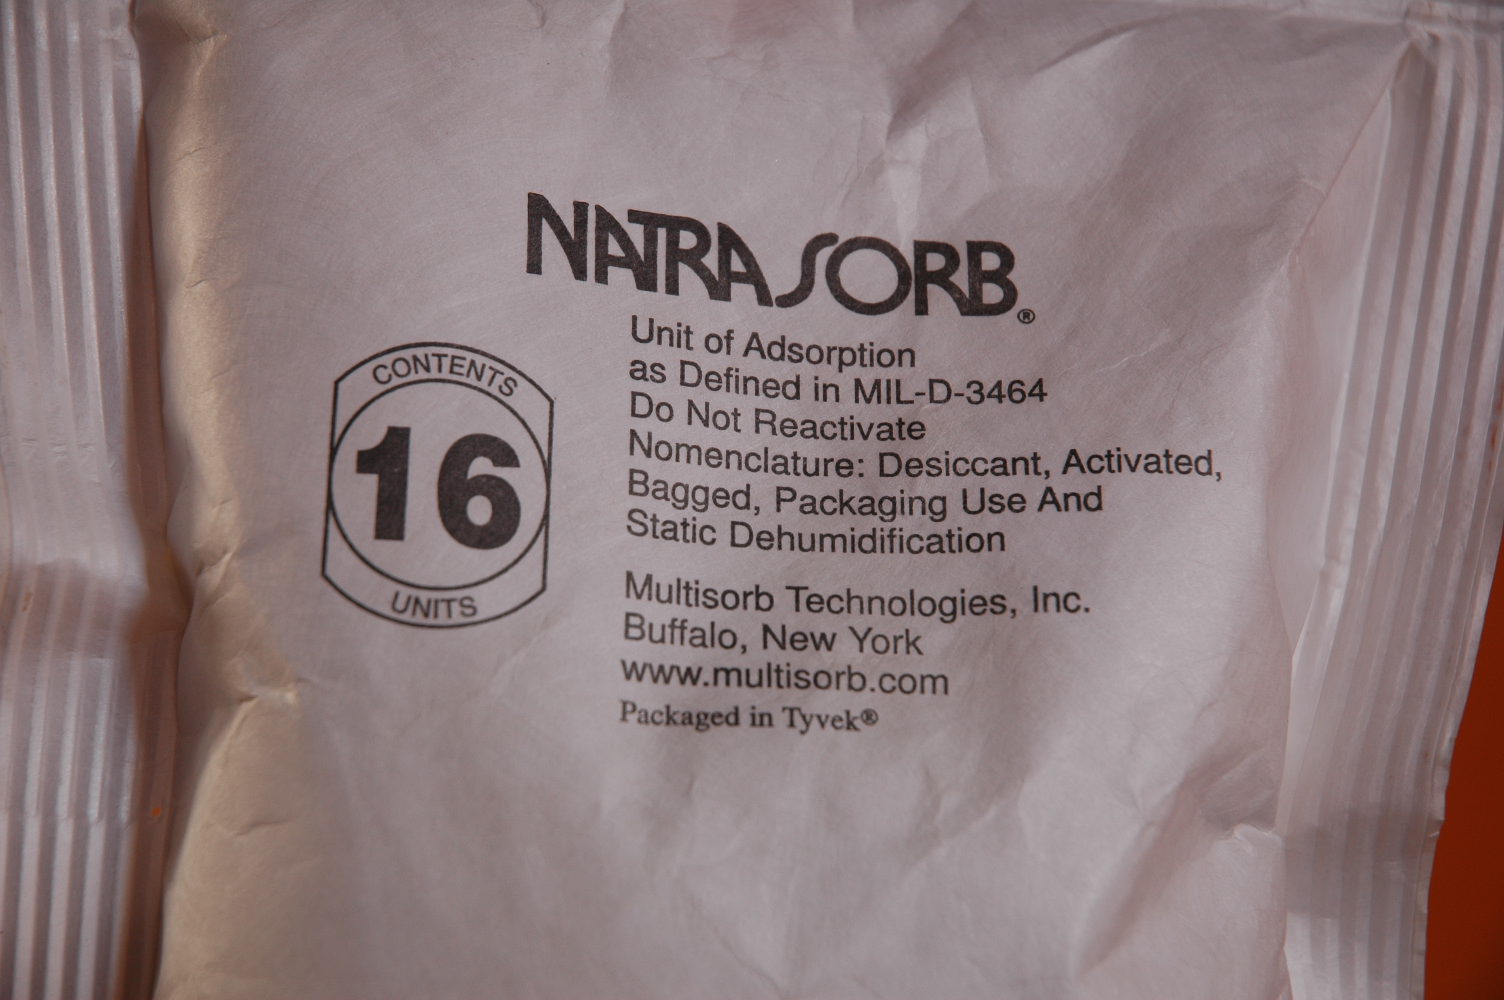 NATRASORB®
CONTENTS
16
UNITS
Unit of Adsorption
as Defined in MIL-D-3464
Do Not Reactivate
Nomenclature: Desiccant, Activated,
Bagged, Packaging Use And
Static Dehumidification
Multisorb Technologies, Inc.
Buffalo, New York
www.multisorb.com
Packaged in Tyvek®